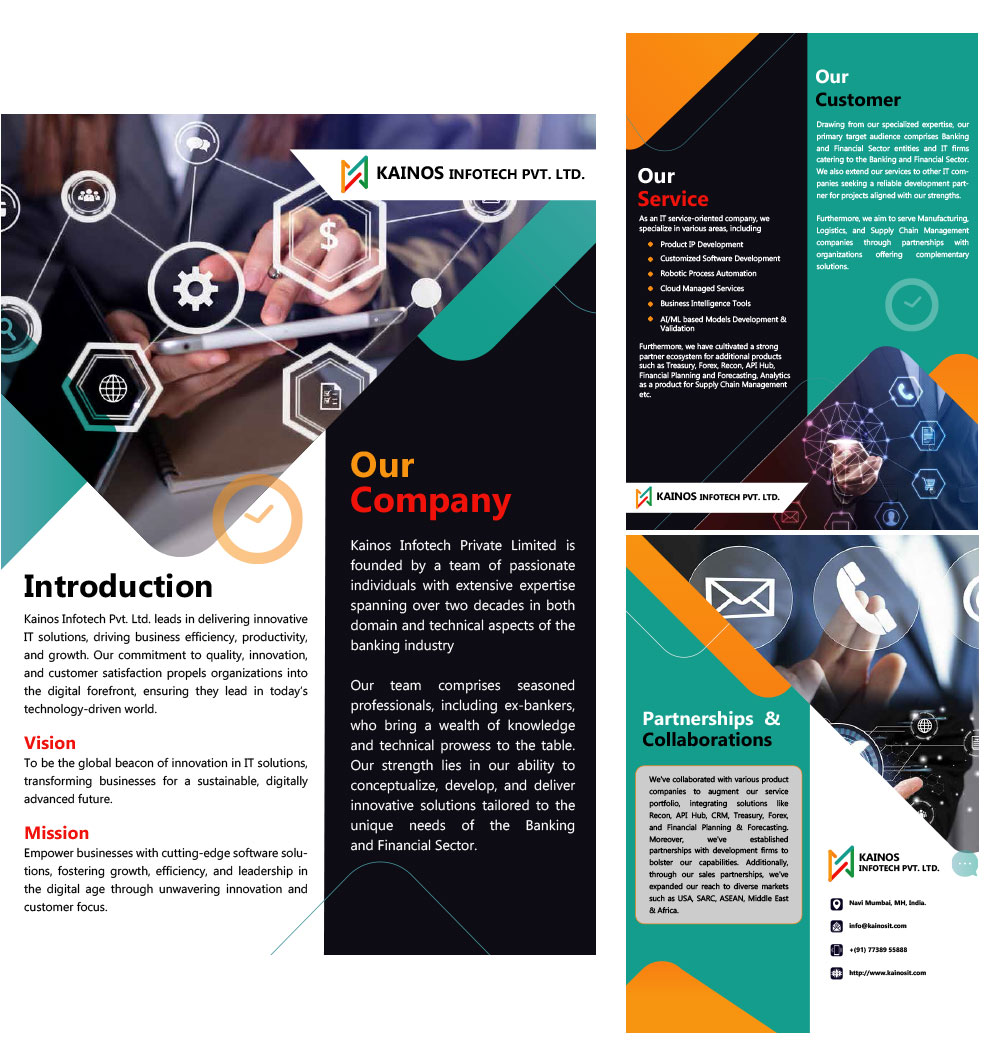 KAINOS INFOTECH PVT. LTD.
$
Introduction
Kainos Infotech Pvt. Ltd. leads in delivering innovative
IT solutions, driving business efficiency, productivity,
and growth. Our commitment to quality, innovation,
and customer satisfaction propels organizations into
the digital forefront, ensuring they lead in today's
technology-driven world.
Vision
To be the global beacon of innovation in IT solutions,
transforming businesses for a sustainable, digitally
advanced future.
Mission
Empower businesses with cutting-edge software solu-
tions, fostering growth, efficiency, and leadership in
the digital age through unwavering innovation and
customer focus.
Our
Company
Kainos Infotech Private Limited is
founded by a team of passionate
individuals with extensive expertise
spanning over two decades in both
domain and technical aspects of the
banking industry
Our team comprises seasoned
professionals, including ex-bankers,
who bring a wealth of knowledge
and technical prowess to the table.
Our strength lies in our ability to
conceptualize, develop, and deliver
innovative solutions tailored to the
unique needs of the Banking
and Financial Sector.
Our
Service
As an IT service-oriented company, we
specialize in various areas, including
Product IP Development
Customized Software Development
Robotic Process Automation
Cloud Managed Services
Business Intelligence Tools
AI/ML based Models Development &
Validation
Furthermore, we have cultivated a strong
partner ecosystem for additional products
such as Treasury, Forex, Recon, API Hub,
Financial Planning and Forecasting, Analytics
as a product for Supply Chain Management
etc.
KAINOS INFOTECH PVT. LTD.
Our
Customer
Drawing from our specialized expertise, our
primary target audience comprises Banking
and Financial Sector entities and IT firms
catering to the Banking and Financial Sector.
We also extend our services to other IT com-
panies seeking a reliable development part-
ner for projects aligned with our strengths.
Furthermore, we aim to serve Manufacturing,
Logistics, and Supply Chain Management
companies through partnerships with
organizations offering complementary
solutions.
Partnerships &
Collaborations
We've collaborated with various product
companies to augment our service
portfolio, integrating solutions like
Recon, API Hub, CRM, Treasury, Forex,
and Financial Planning & Forecasting.
Moreover, we've established
partnerships with development firms to
bolster our capabilities. Additionally,
through our sales partnerships, we've
expanded our reach to diverse markets
such as USA, SARC, ASEAN, Middle East
& Africa.
KAINOS
INFOTECH PVT. LTD.
Navi Mumbai, MH, India.
info@kainosit.com
+(91) 77389 55888
http://www.kainosit.com